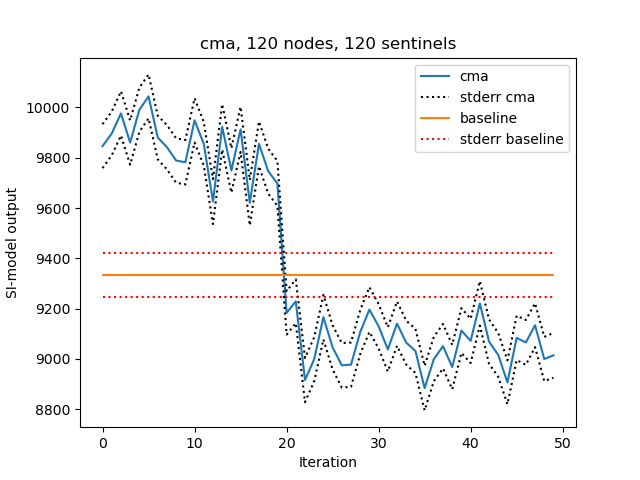 cma, 120 nodes, 120 sentinels
cma
stderr cma
baseline
stderr baseline
SI-model output
10000
9800
9600
9400
9200
9000
8800
0 10 20 30 40 50
Iteration